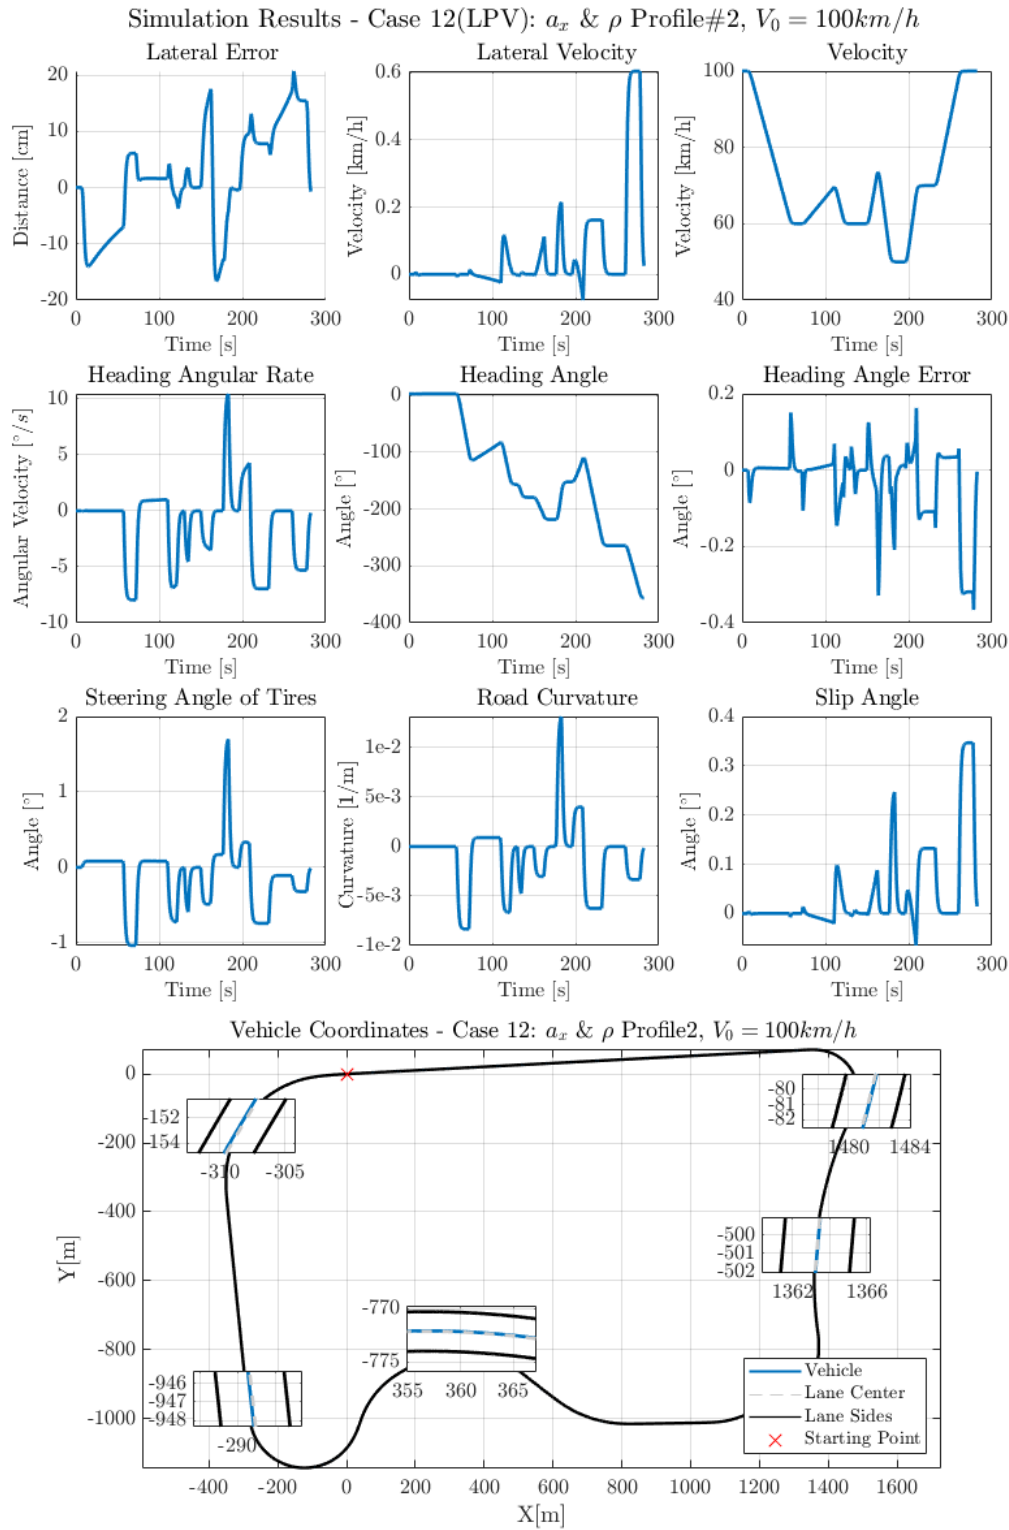 Simulation Results - Case 12(LPV): a_x & ρ Profile#2, V_0 = 100km/h
Lateral Error
Lateral Velocity
Velocity
Distance [cm]
20
10
0
-10
-20
0 100 200 300
Time [s]
Velocity [km/h]
0.6
0.4
0.2
0
0 100 200 300
Time [s]
Velocity [km/h]
100
80
60
40
0 100 200 300
Time [s]
Heading Angular Rate
Heading Angle
Heading Angle Error
Angular Velocity [°/s]
10
5
0
-5
-10
0 100 200 300
Time [s]
Angle [°]
0
-100
-200
-300
-400
0 100 200 300
Time [s]
Angle [°]
0.2
0
-0.2
-0.4
0 100 200 300
Time [s]
Steering Angle of Tires
Road Curvature
Slip Angle
Angle [°]
2
1
0
-1
0 100 200 300
Time [s]
Curvature [1/m]
1e-2
5e-3
0
-5e-3
-1e-2
0 100 200 300
Time [s]
Angle [°]
0.4
0.3
0.2
0.1
0
0 100 200 300
Time [s]
Vehicle Coordinates - Case 12: a_x & ρ Profile2, V_0 = 100km/h
Y[m]
0
-200
-400
-600
-800
-1000
-152
-154
-310 -305
-80
-81
-82
1480 1484
-500
-501
-502
1362 1366
-770
-775
355 360 365
-946
-947
-948
-290
Vehicle
Lane Center
Lane Sides
Starting Point
-400 -200 0 200 400 600 800 1000 1200 1400 1600
X[m]